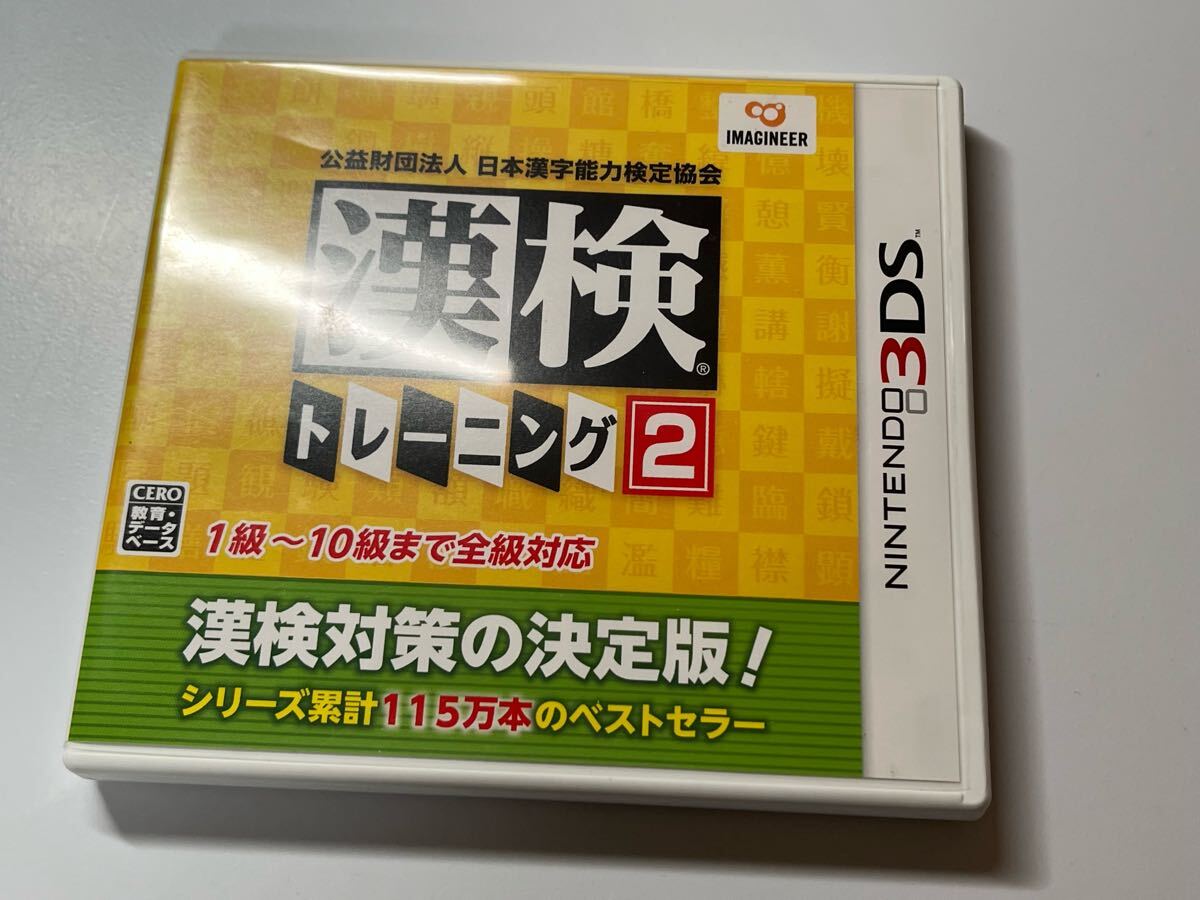 IMAGINEER
公益財団法人 日本漢字能力検定協会
漢検®
トレーニング2
CERO
教育・
データ
ベース
1級〜10級まで全級対応
漢検対策の決定版!
シリーズ累計115万本のベストセラー
NINTENDO3DS™